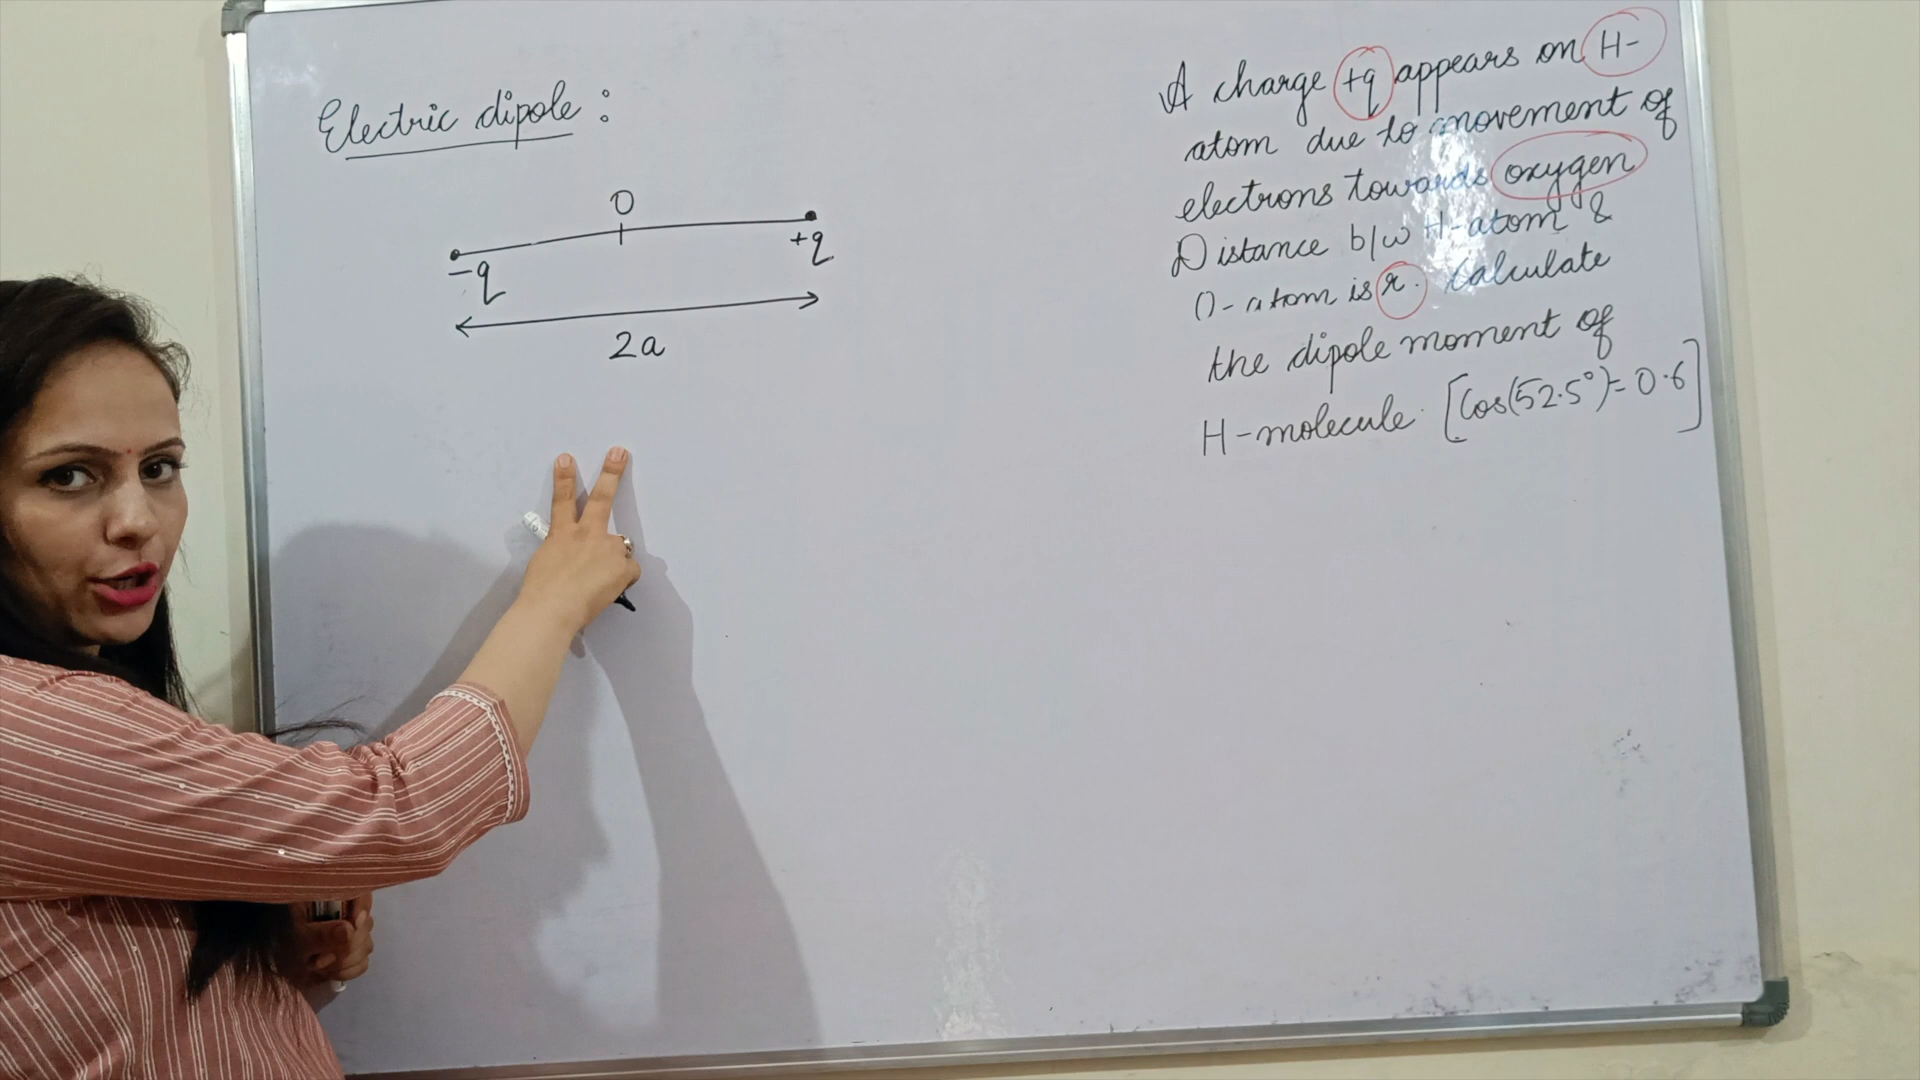 Electric dipole :
O
-q
+q
2a
A charge +q appears on H-
atom due to movement of
electrons towards oxygen
Distance b/w H-atom &
O-atom is r. Calculate
the dipole moment of
H-molecule. [Cos(52.5°)= 0.6]